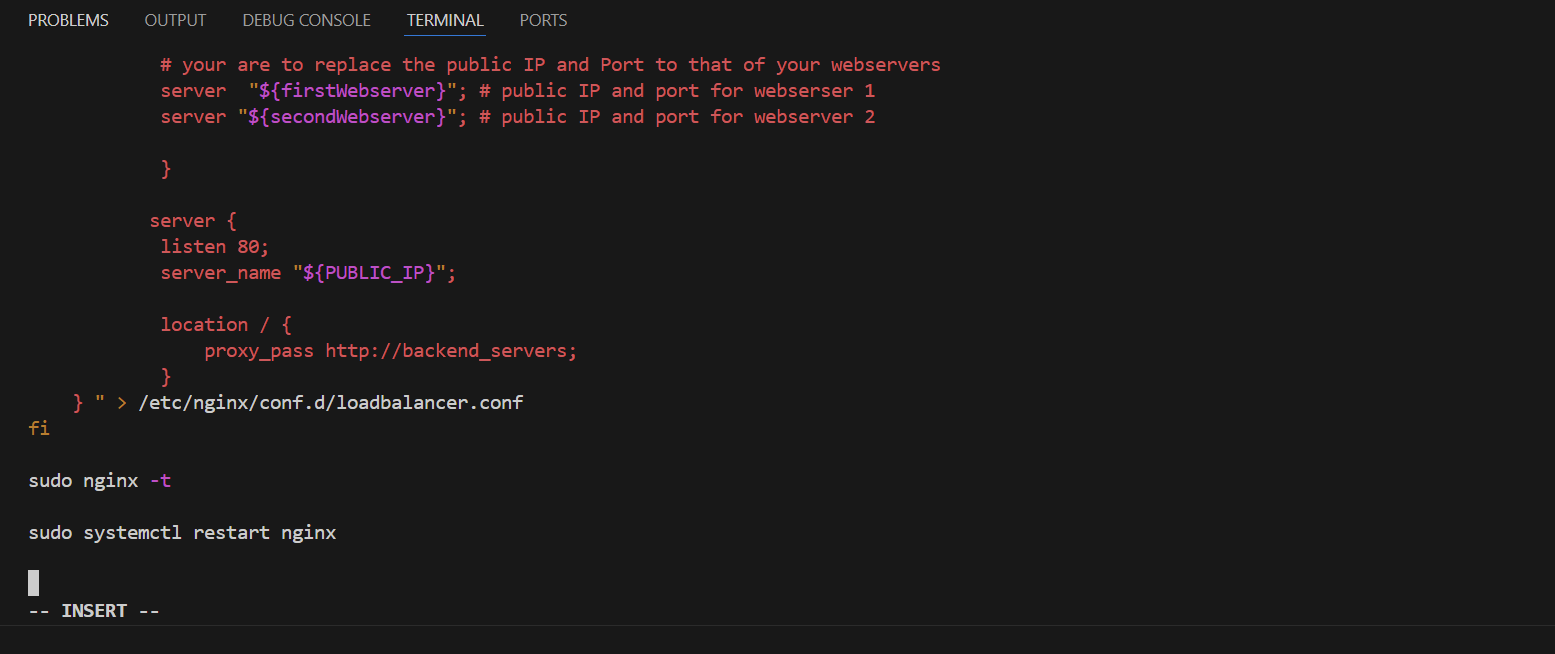 PROBLEMS OUTPUT DEBUG CONSOLE TERMINAL PORTS
# your are to replace the public IP and Port to that of your webservers
server  "${firstWebserver}"; # public IP and port for webserser 1
server "${secondWebserver}"; # public IP and port for webserver 2
}
server {
listen 80;
server_name "${PUBLIC_IP}";
location / {
proxy_pass http://backend_servers;
}
} " > /etc/nginx/conf.d/loadbalancer.conf
fi
sudo nginx -t
sudo systemctl restart nginx
-- INSERT --